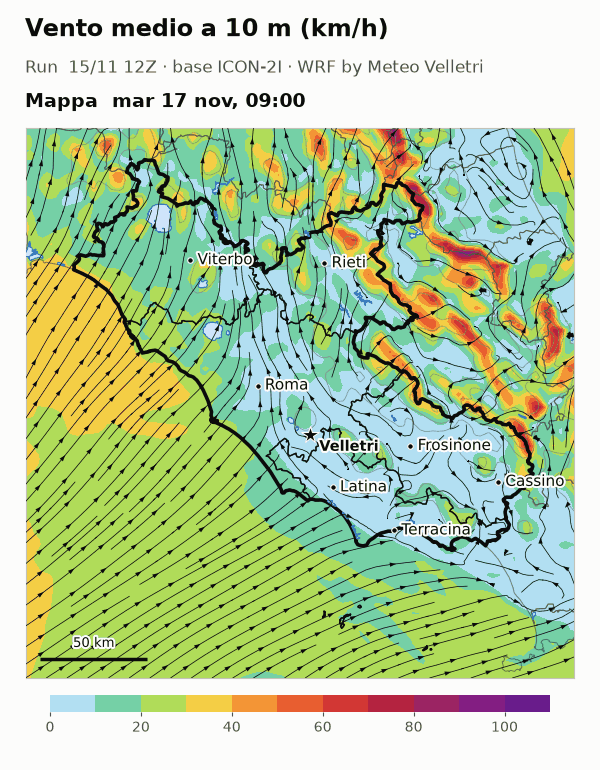 Vento medio a 10 m (km/h)
Run  15/11 12Z · base ICON-2I · WRF by Meteo Velletri
Mappa  mar 17 nov, 09:00
Viterbo
Rieti
Roma
Velletri
Frosinone
Cassino
Latina
Terracina
50 km
0 20 40 60 80 100